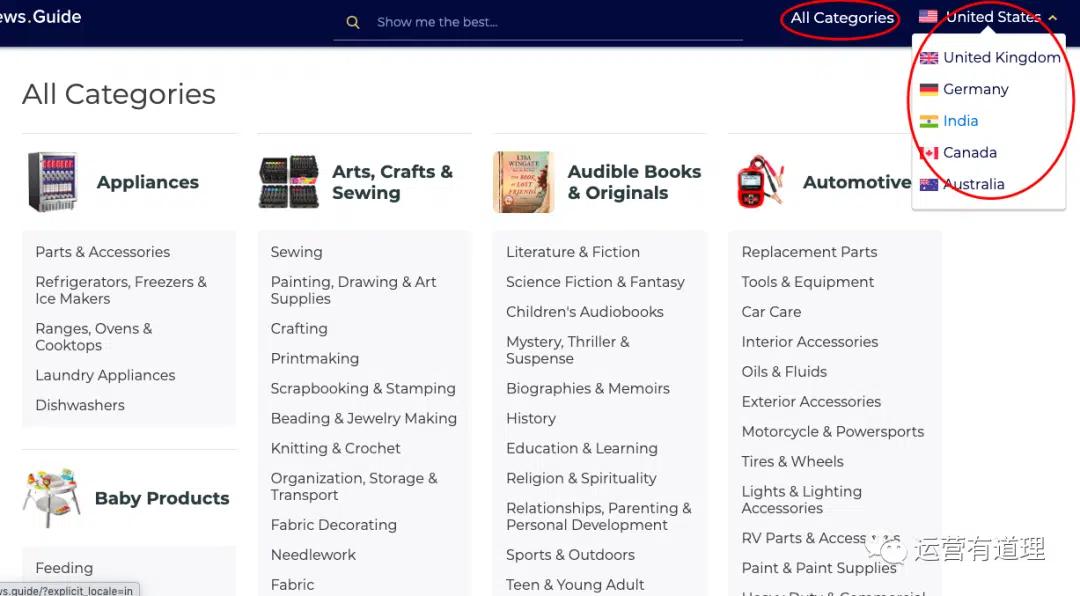 ews.Guide
Show me the best...
All Categories
United States
United Kingdom
Germany
India
Canada
Australia
All Categories
Appliances
Parts & Accessories
Refrigerators, Freezers &
Ice Makers
Ranges, Ovens &
Cooktops
Laundry Appliances
Dishwashers
Baby Products
Feeding
Arts, Crafts &
Sewing
Sewing
Painting, Drawing & Art
Supplies
Crafting
Printmaking
Scrapbooking & Stamping
Beading & Jewelry Making
Knitting & Crochet
Organization, Storage &
Transport
Fabric Decorating
Needlework
Fabric
LISA
WINGATE
Audible Books
& Originals
Literature & Fiction
Science Fiction & Fantasy
Children's Audiobooks
Mystery, Thriller &
Suspense
Biographies & Memoirs
History
Education & Learning
Religion & Spirituality
Relationships, Parenting &
Personal Development
Sports & Outdoors
Teen & Young Adult
Automotive
Replacement Parts
Tools & Equipment
Car Care
Interior Accessories
Oils & Fluids
Exterior Accessories
Motorcycle & Powersports
Tires & Wheels
Lights & Lighting
Accessories
RV Parts & Access
Paint & Paint Supplies
Heavy Duty & Commercial
运营有道理
ws.guide/?explicit_locale=in